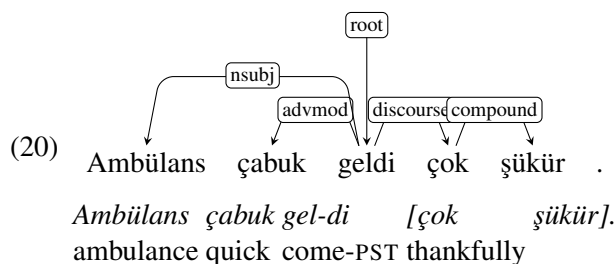 root
nsubj
advmod discourse compound
(20) Ambülans çabuk geldi çok şükür .
Ambülans çabuk gel-di [çok şükür].
ambulance quick come-PST thankfully